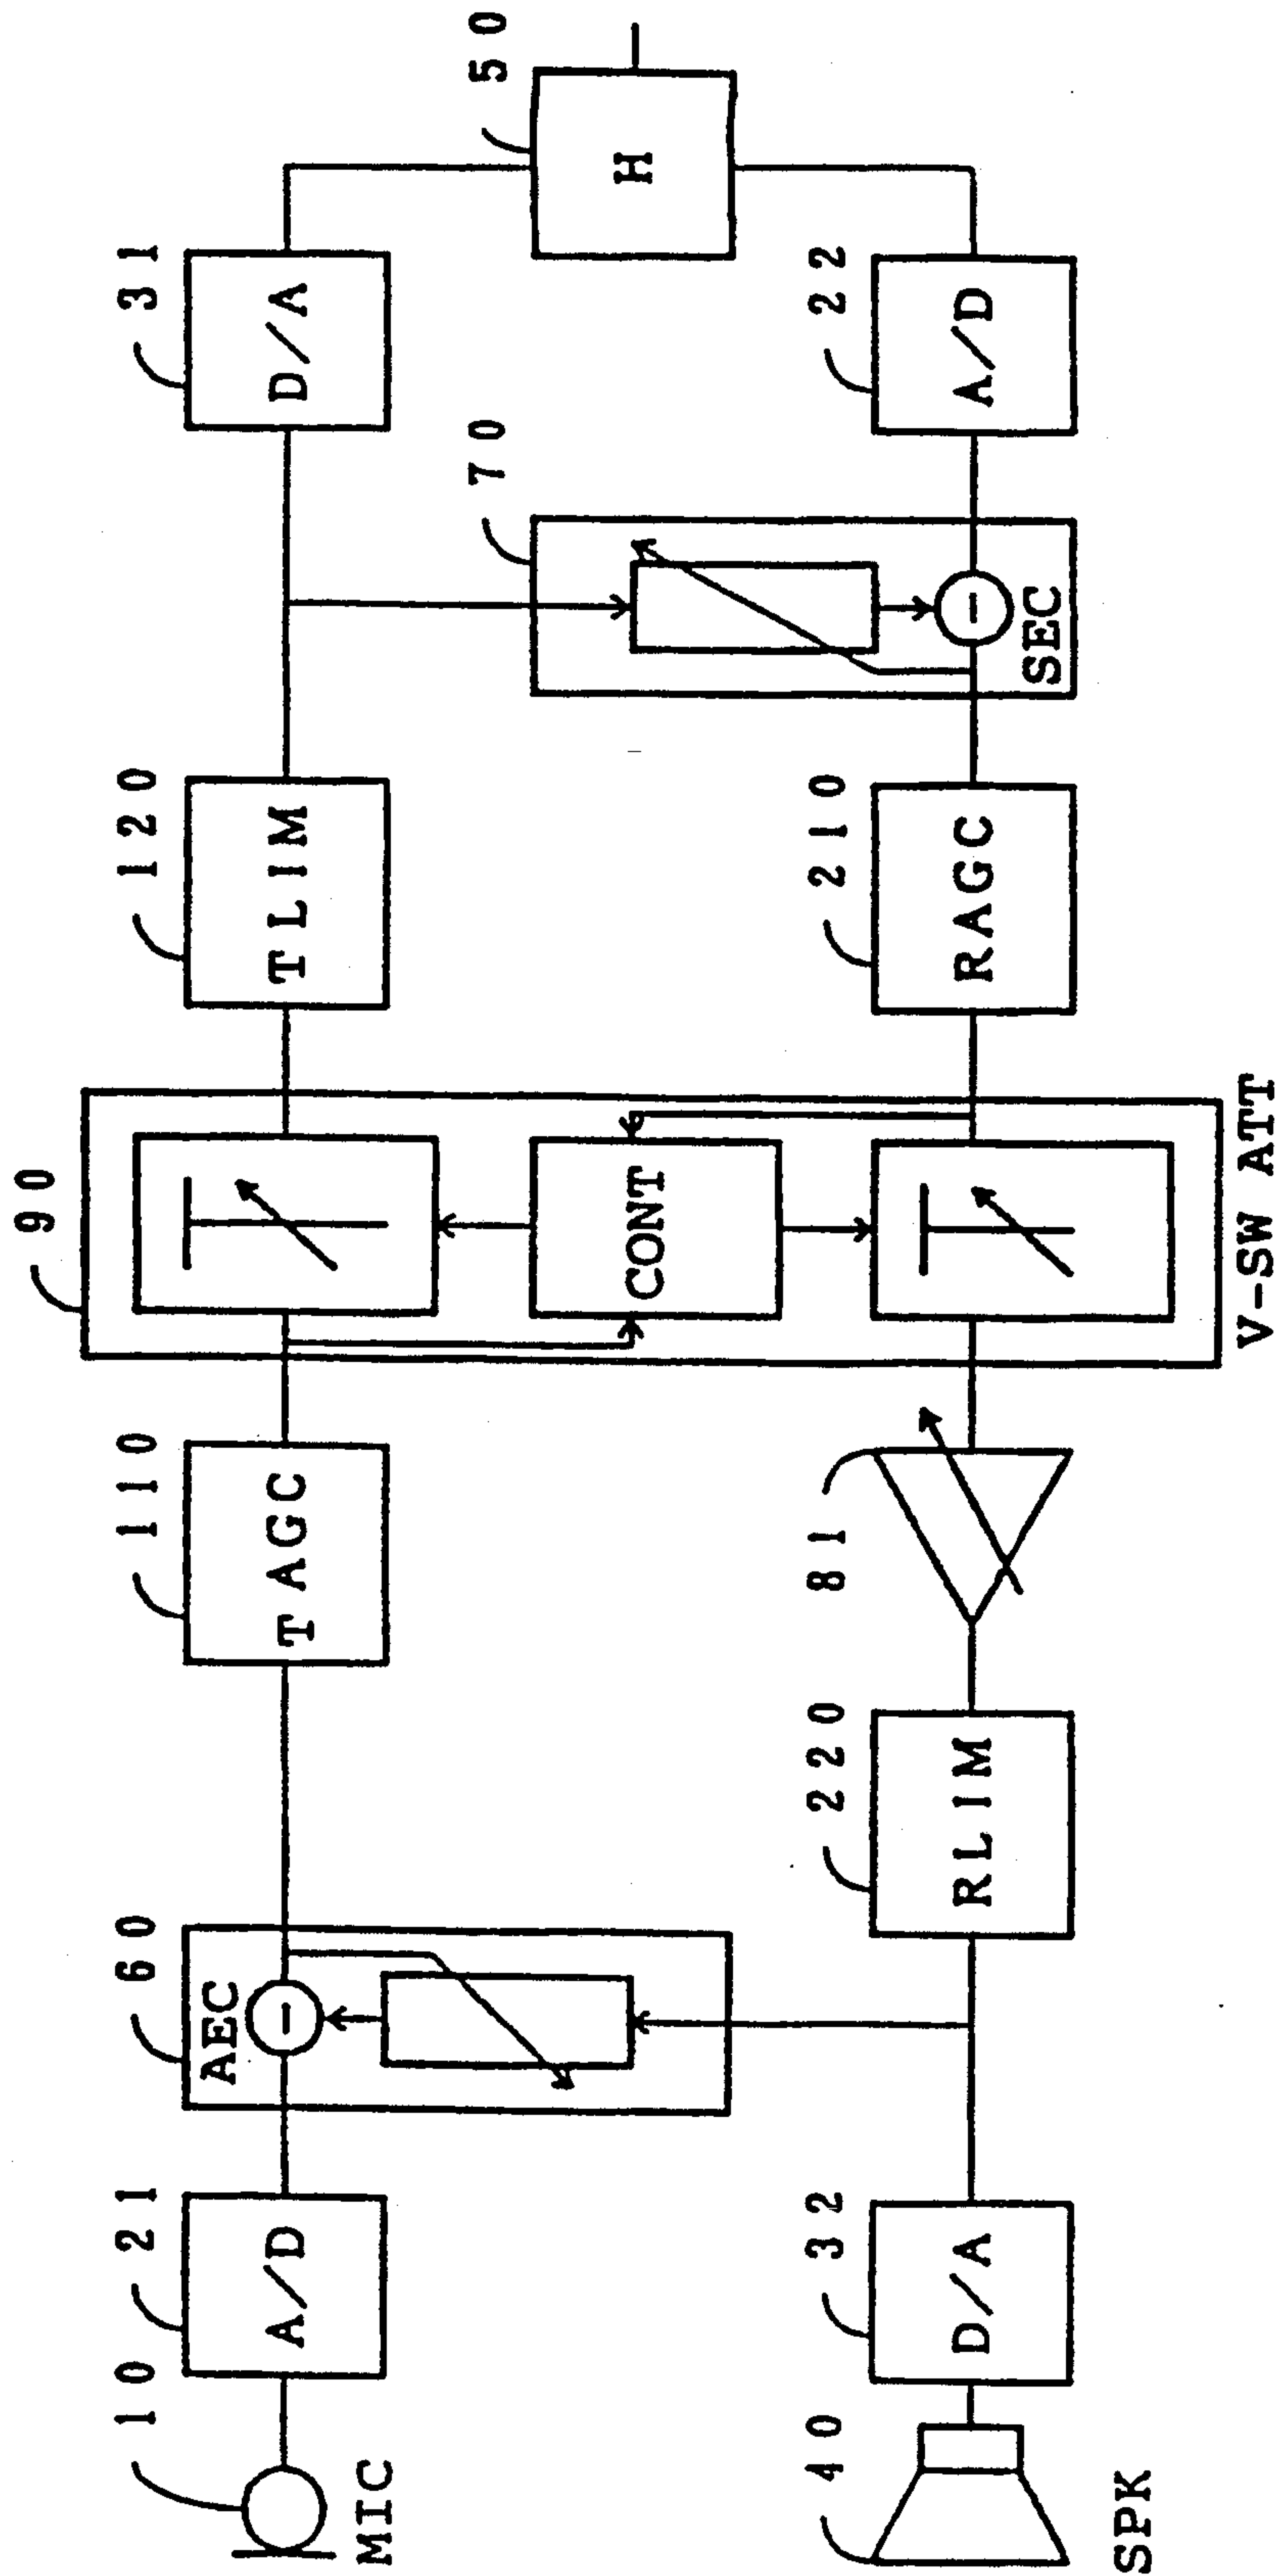 10
MIC
21
A/D
60
AEC
110
TAGC
90
120
TLIM
31
D/A
50
H
CONT
70
SEC
40
SPK
32
D/A
220
RLIM
81
V-SW ATT
210
RAGC
22
A/D